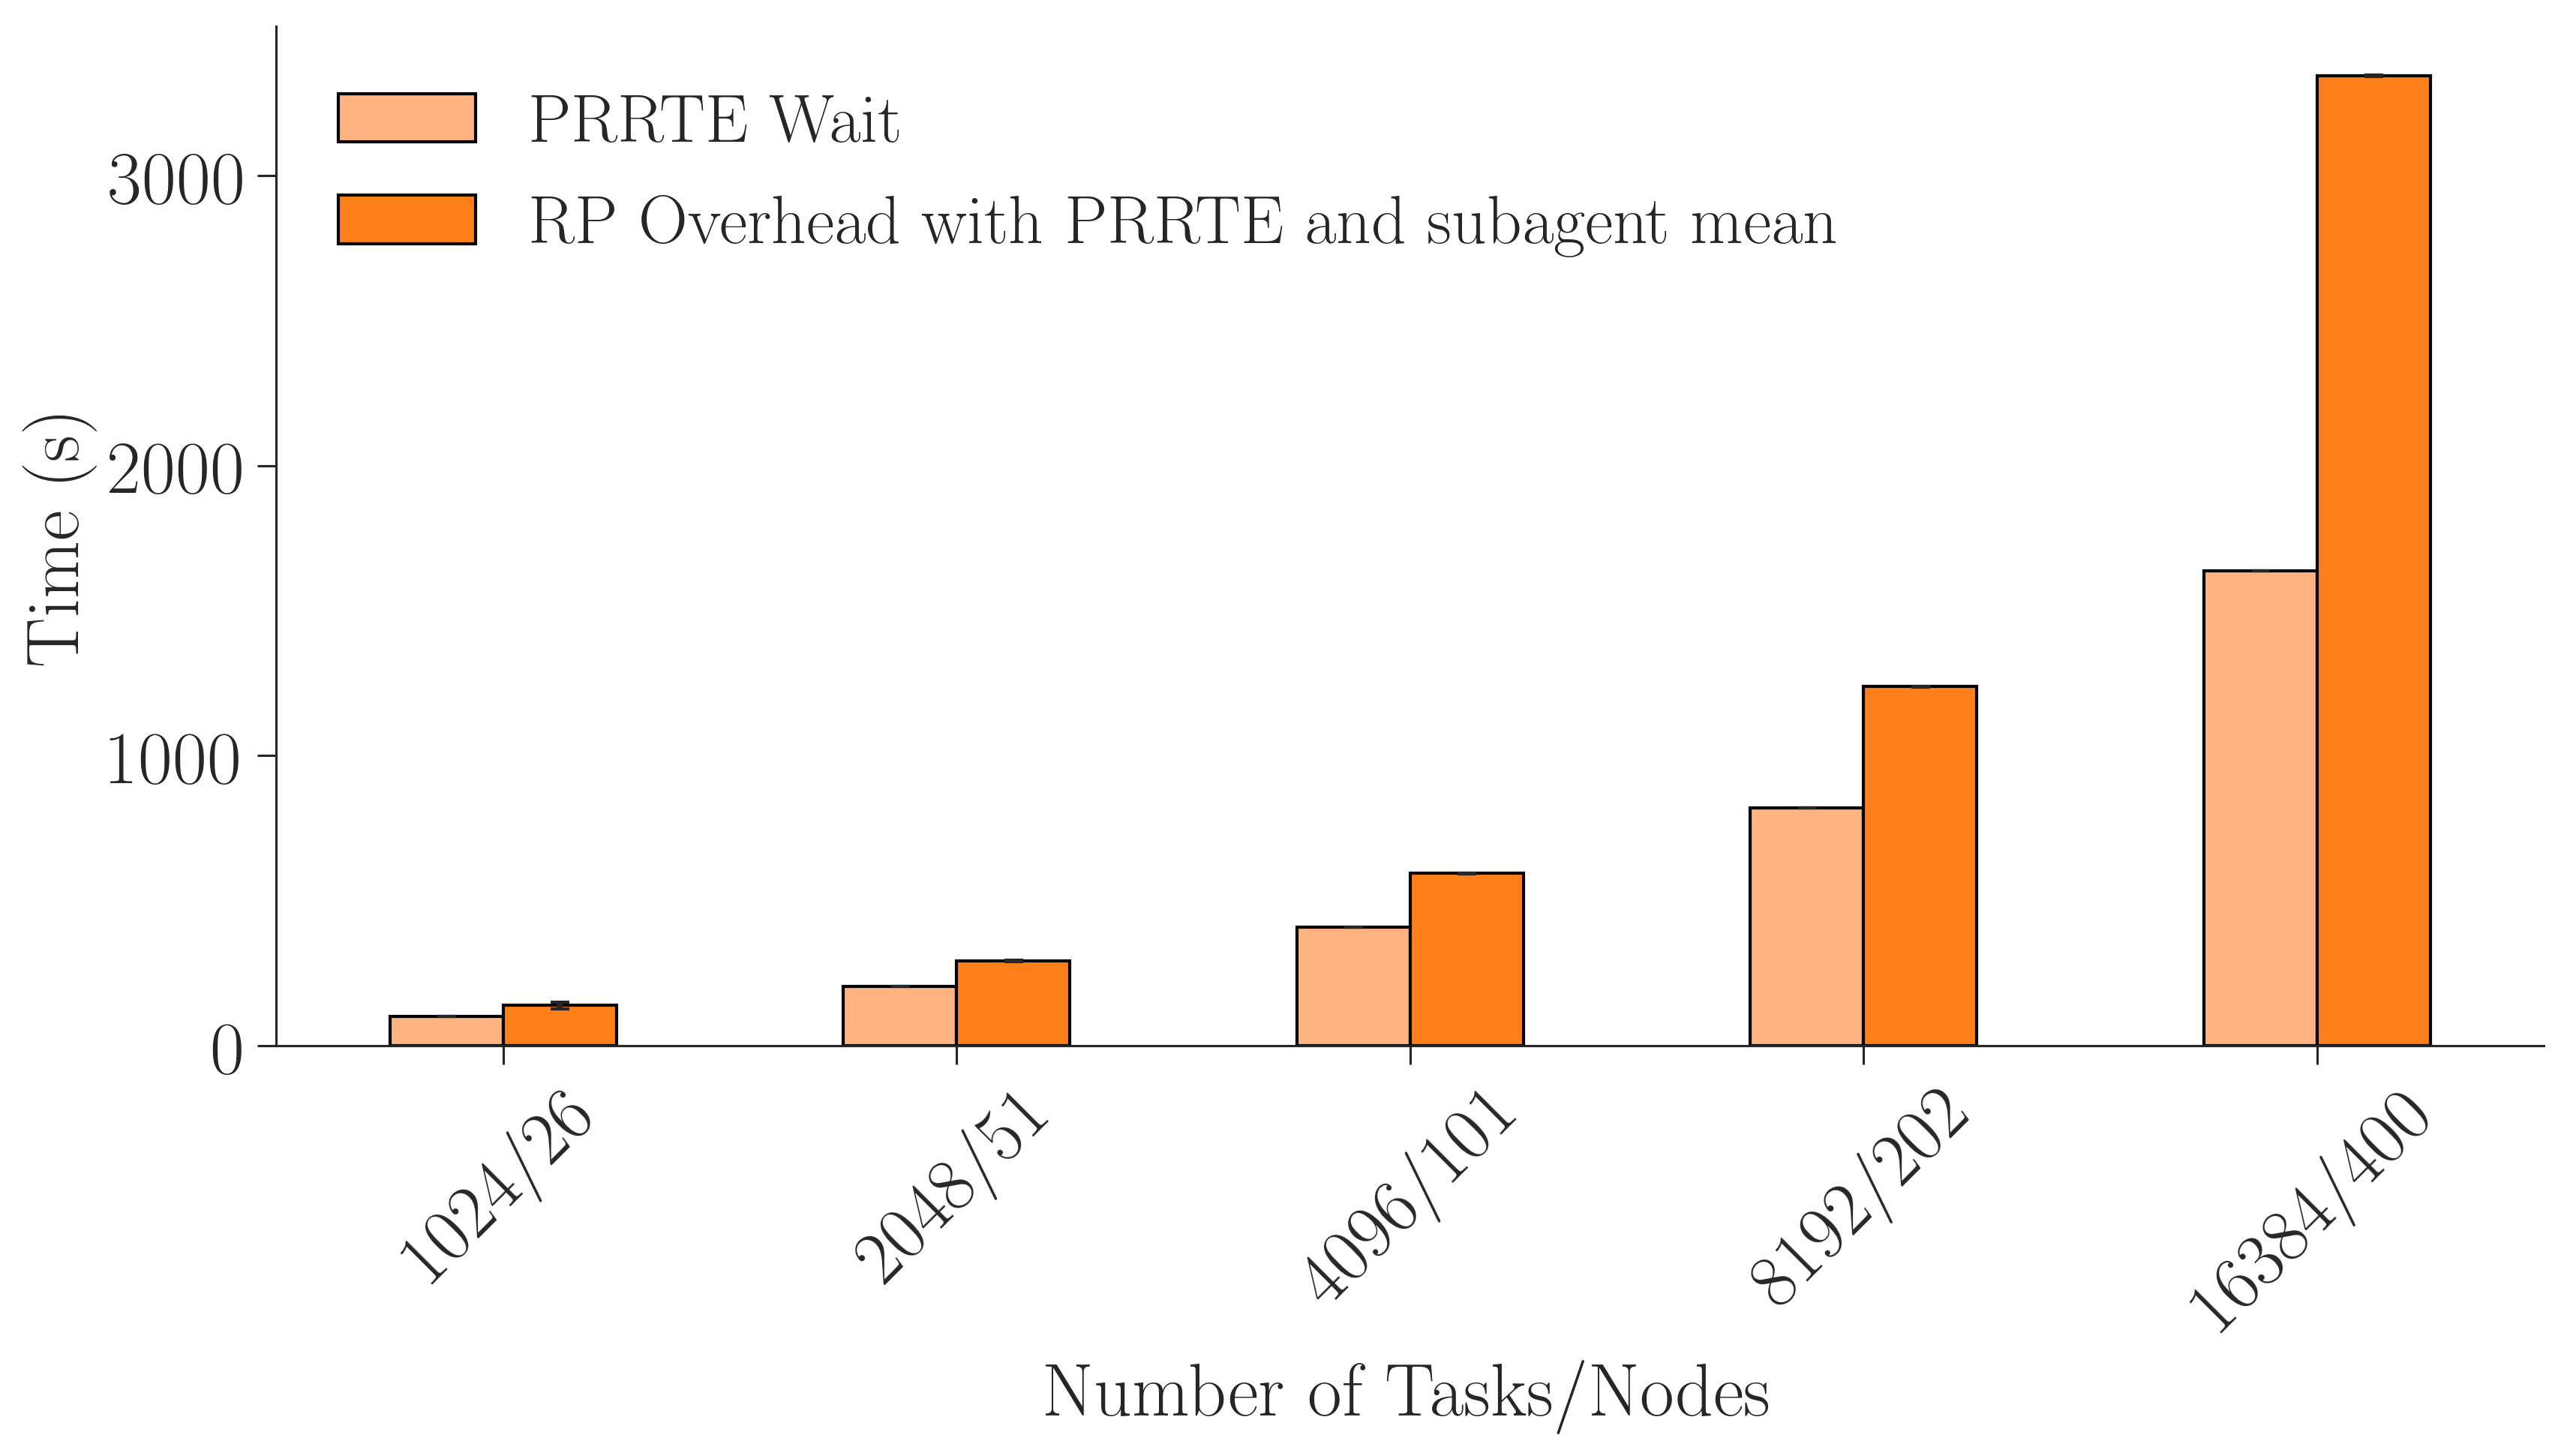 PRRTE Wait
RP Overhead with PRRTE and subagent mean
Time (s)
3000
2000
1000
0
1024/26
2048/51
4096/101
8192/202
16384/400
Number of Tasks/Nodes